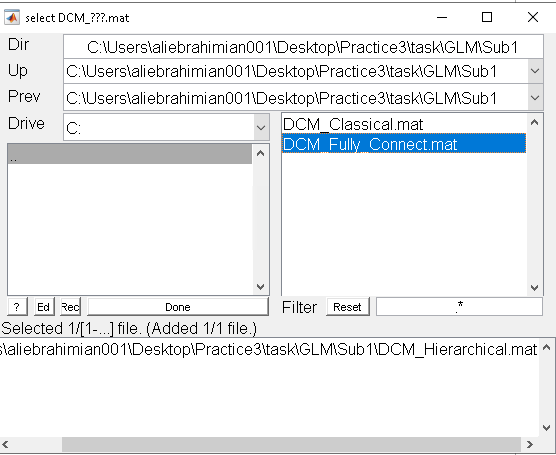 select DCM_???.mat
Dir C:\Users\aliebrahimian001\Desktop\Practice3\task\GLM\Sub1
Up C:\Users\aliebrahimian001\Desktop\Practice3\task\GLM\Sub1
Prev C:\Users\aliebrahimian001\Desktop\Practice3\task\GLM\Sub1
Drive C:
..
DCM_Classical.mat
DCM_Fully_Connect.mat
? Ed Rec Done Filter Reset .*
Selected 1/[1-...] file. (Added 1/1 file.)
s\aliebrahimian001\Desktop\Practice3\task\GLM\Sub1\DCM_Hierarchical.mat